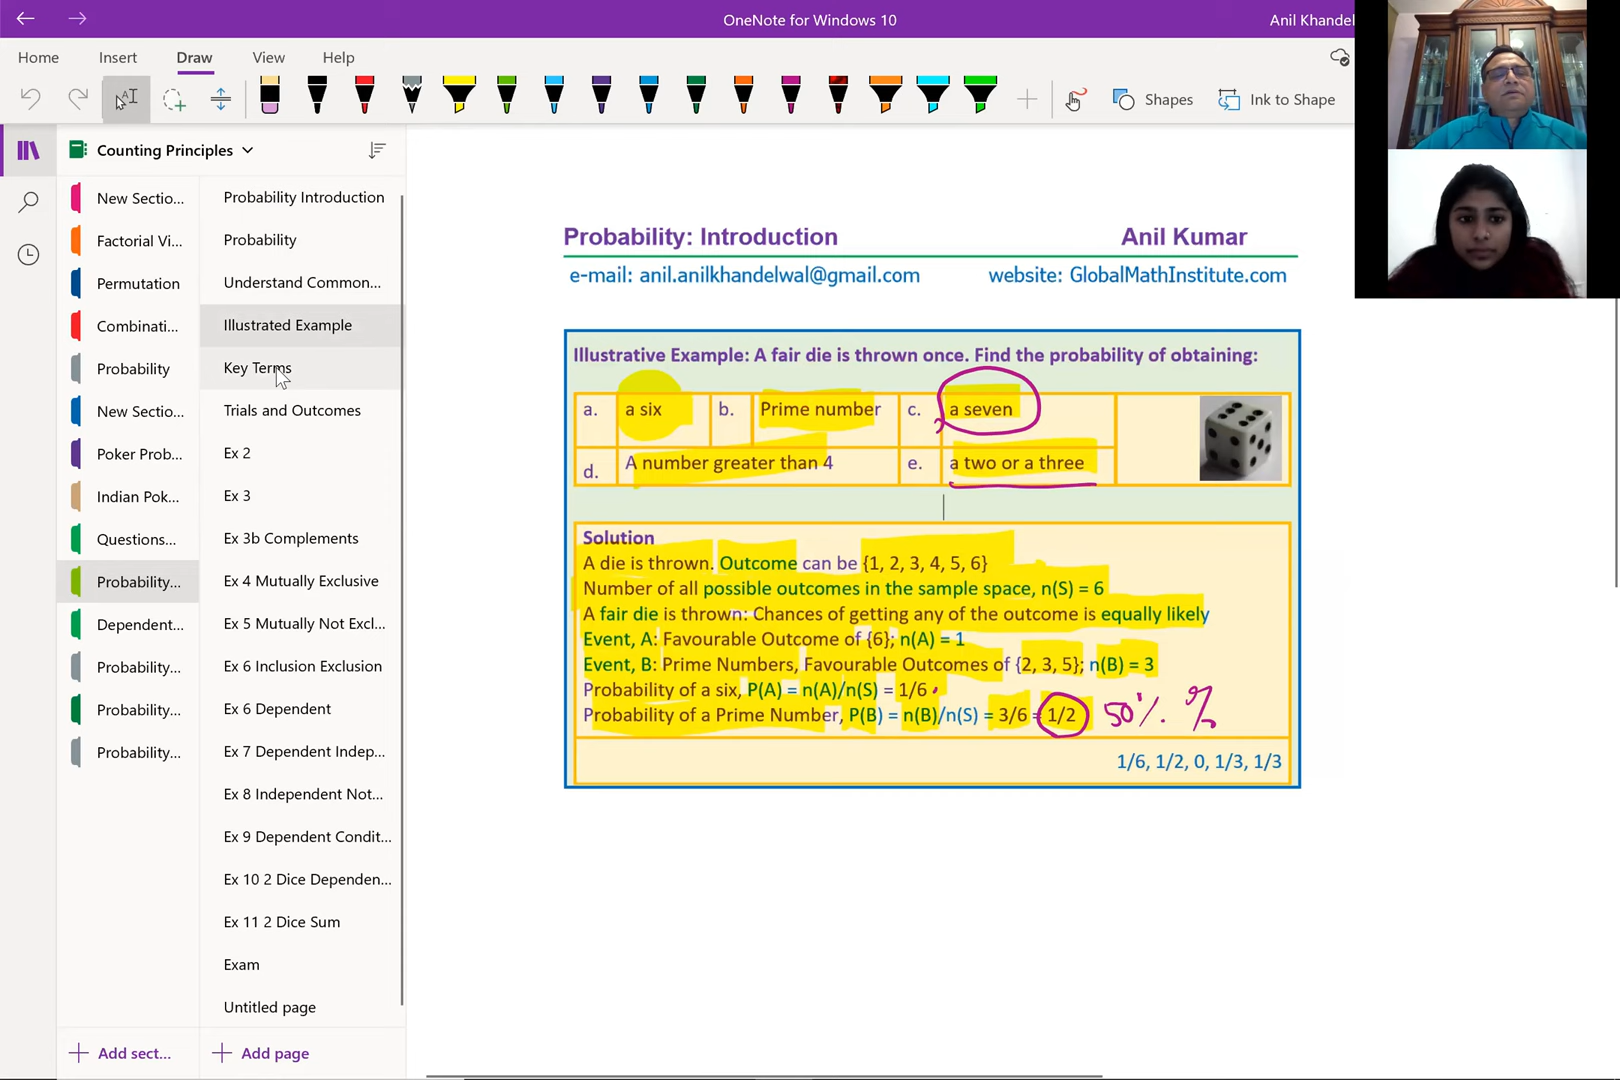 OneNote for Windows 10
Anil Khandel
Home
Insert
Draw
View
Help
Shapes
Ink to Shape
Counting Principles
New Sectio...
Factorial Vi...
Permutation
Combinati...
Probability
New Sectio...
Poker Prob...
Indian Pok...
Questions...
Probability...
Dependent...
Probability...
Probability...
Probability...
Add sect...
Probability Introduction
Probability
Understand Common...
Illustrated Example
Key Terms
Trials and Outcomes
Ex 2
Ex 3
Ex 3b Complements
Ex 4 Mutually Exclusive
Ex 5 Mutually Not Excl...
Ex 6 Inclusion Exclusion
Ex 6 Dependent
Ex 7 Dependent Indep...
Ex 8 Independent Not...
Ex 9 Dependent Condit...
Ex 10 2 Dice Dependen...
Ex 11 2 Dice Sum
Exam
Untitled page
Add page
Probability: Introduction Anil Kumar
e-mail: anil.anilkhandelwal@gmail.com website: GlobalMathInstitute.com
Illustrative Example: A fair die is thrown once. Find the probability of obtaining:
a. a six b. Prime number c. a seven
d. A number greater than 4 e. a two or a three
Solution
A die is thrown. Outcome can be {1, 2, 3, 4, 5, 6}
Number of all possible outcomes in the sample space, n(S) = 6
A fair die is thrown: Chances of getting any of the outcome is equally likely
Event, A: Favourable Outcome of {6}; n(A) = 1
Event, B: Prime Numbers, Favourable Outcomes of {2, 3, 5}; n(B) = 3
Probability of a six, P(A) = n(A)/n(S) = 1/6
Probability of a Prime Number, P(B) = n(B)/n(S) = 3/6 = 1/2 50% %
1/6, 1/2, 0, 1/3, 1/3